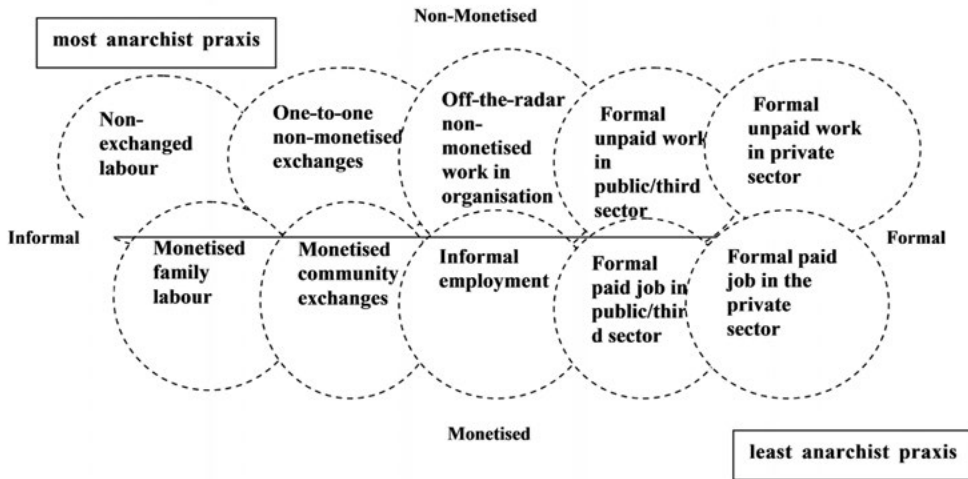 Non-Monetised
most anarchist praxis
Non-
exchanged
labour
One-to-one
non-monetised
exchanges
Off-the-radar
non-
monetised
work in
organisation
Formal
unpaid work
in
public/third
sector
Formal
unpaid work
in private
sector
Informal
Formal
Monetised
family
labour
Monetised
community
exchanges
Informal
employment
Formal
paid job in
public/thir
d sector
Formal paid
job in the
private
sector
Monetised
least anarchist praxis